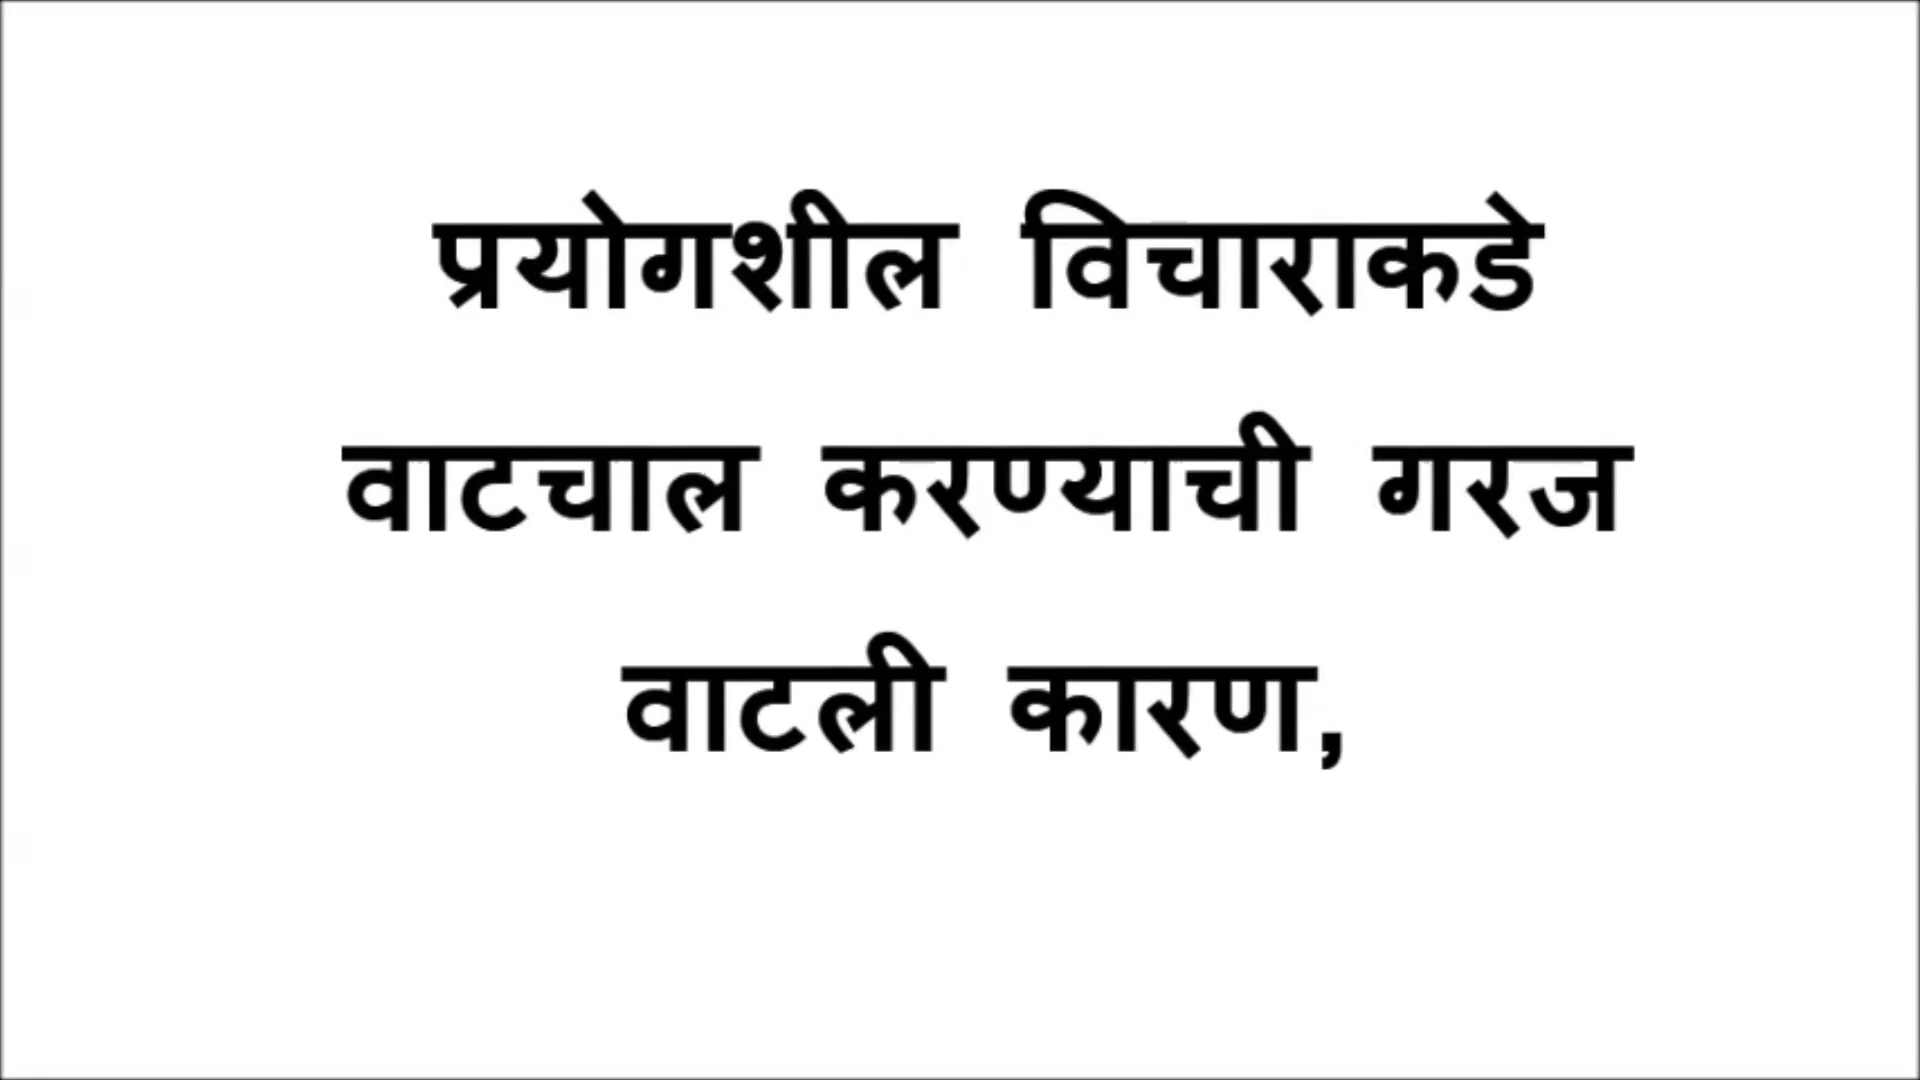 प्रयोगशील विचाराकडे
वाटचाल करण्याची गरज
वाटली कारण,